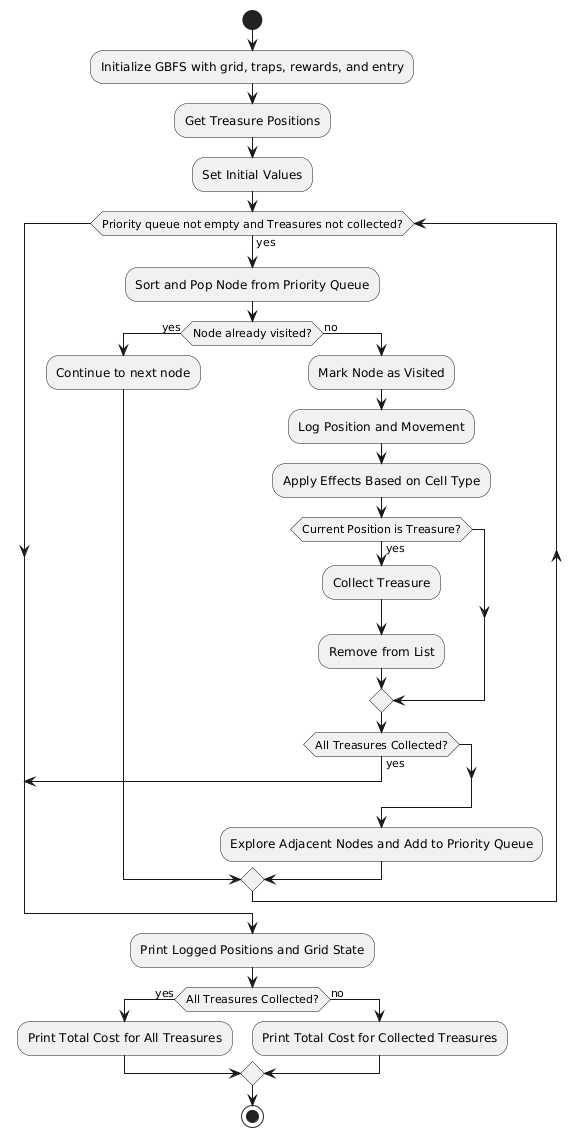 Initialize GBFS with grid, traps, rewards, and entry
Get Treasure Positions
Set Initial Values
Priority queue not empty and Treasures not collected?
yes
Sort and Pop Node from Priority Queue
yes
Node already visited?
no
Continue to next node
Mark Node as Visited
Log Position and Movement
Apply Effects Based on Cell Type
Current Position is Treasure?
yes
Collect Treasure
Remove from List
All Treasures Collected?
yes
Explore Adjacent Nodes and Add to Priority Queue
Print Logged Positions and Grid State
yes
All Treasures Collected?
no
Print Total Cost for All Treasures
Print Total Cost for Collected Treasures